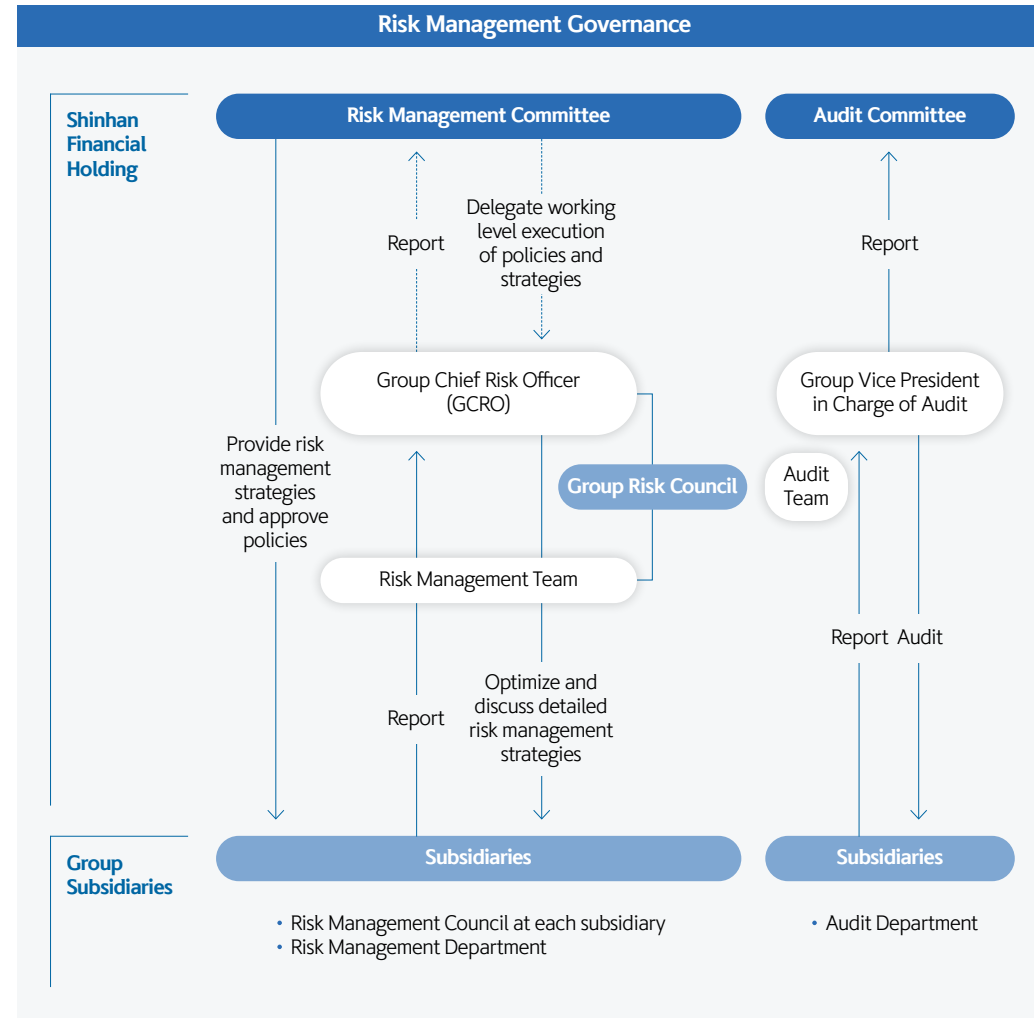 Risk Management Governance
Shinhan
Financial
Holding
Risk Management Committee
Audit Committee
Report
Delegate working
level execution
of policies and
strategies
Report
Group Chief Risk Officer
(GCRO)
Group Vice President
in Charge of Audit
Provide risk
management
strategies
and approve
policies
Group Risk Council
Audit
Team
Risk Management Team
Report Audit
Report
Optimize and
discuss detailed
risk management
strategies
Group
Subsidiaries
Subsidiaries
Subsidiaries
• Risk Management Council at each subsidiary
• Risk Management Department
• Audit Department